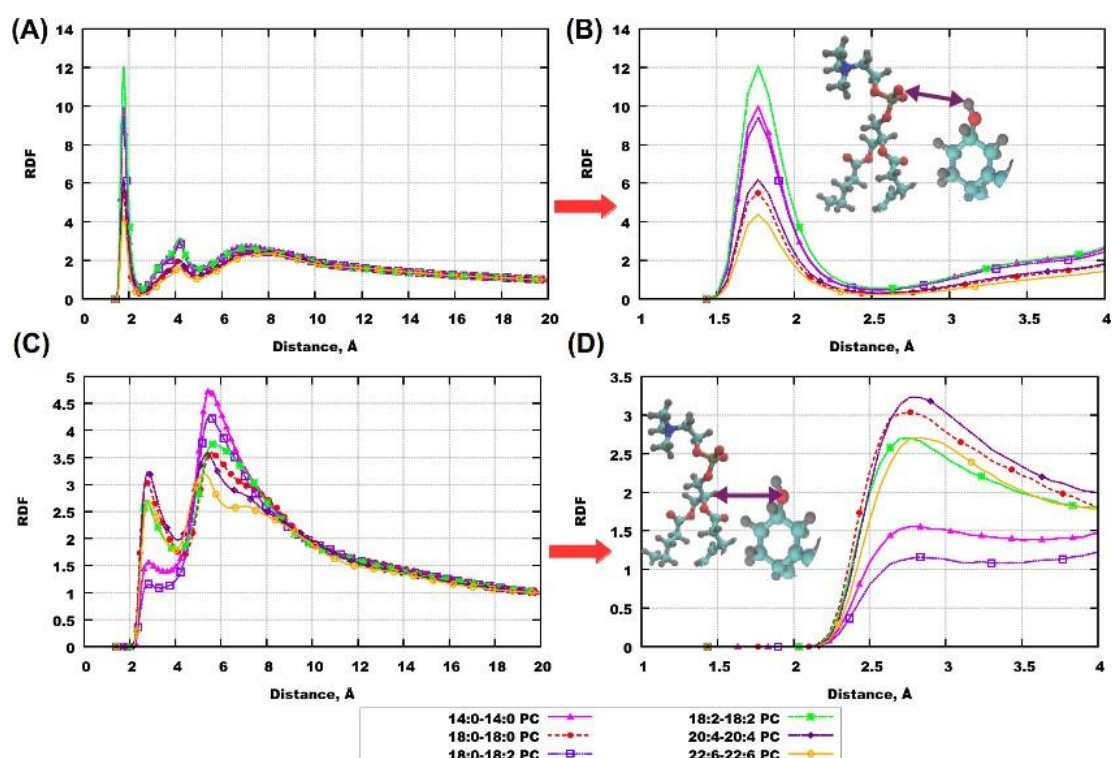 (A)
14
12
10
8
6
4
2
0
RDF
0 2 4 6 8 10 12 14 16 18 20
Distance, Å
(B)
14
12
10
8
6
4
2
0
RDF
1 1.5 2 2.5 3 3.5 4
Distance, Å
(C)
5
4.5
4
3.5
3
2.5
2
1.5
1
0.5
0
RDF
0 2 4 6 8 10 12 14 16 18 20
Distance, Å
(D)
3.5
3
2.5
2
1.5
1
0.5
0
RDF
1 1.5 2 2.5 3 3.5 4
Distance, Å
14:0-14:0 PC
18:0-18:0 PC
18:0-18:2 PC
18:2-18:2 PC
20:4-20:4 PC
22:6-22:6 PC